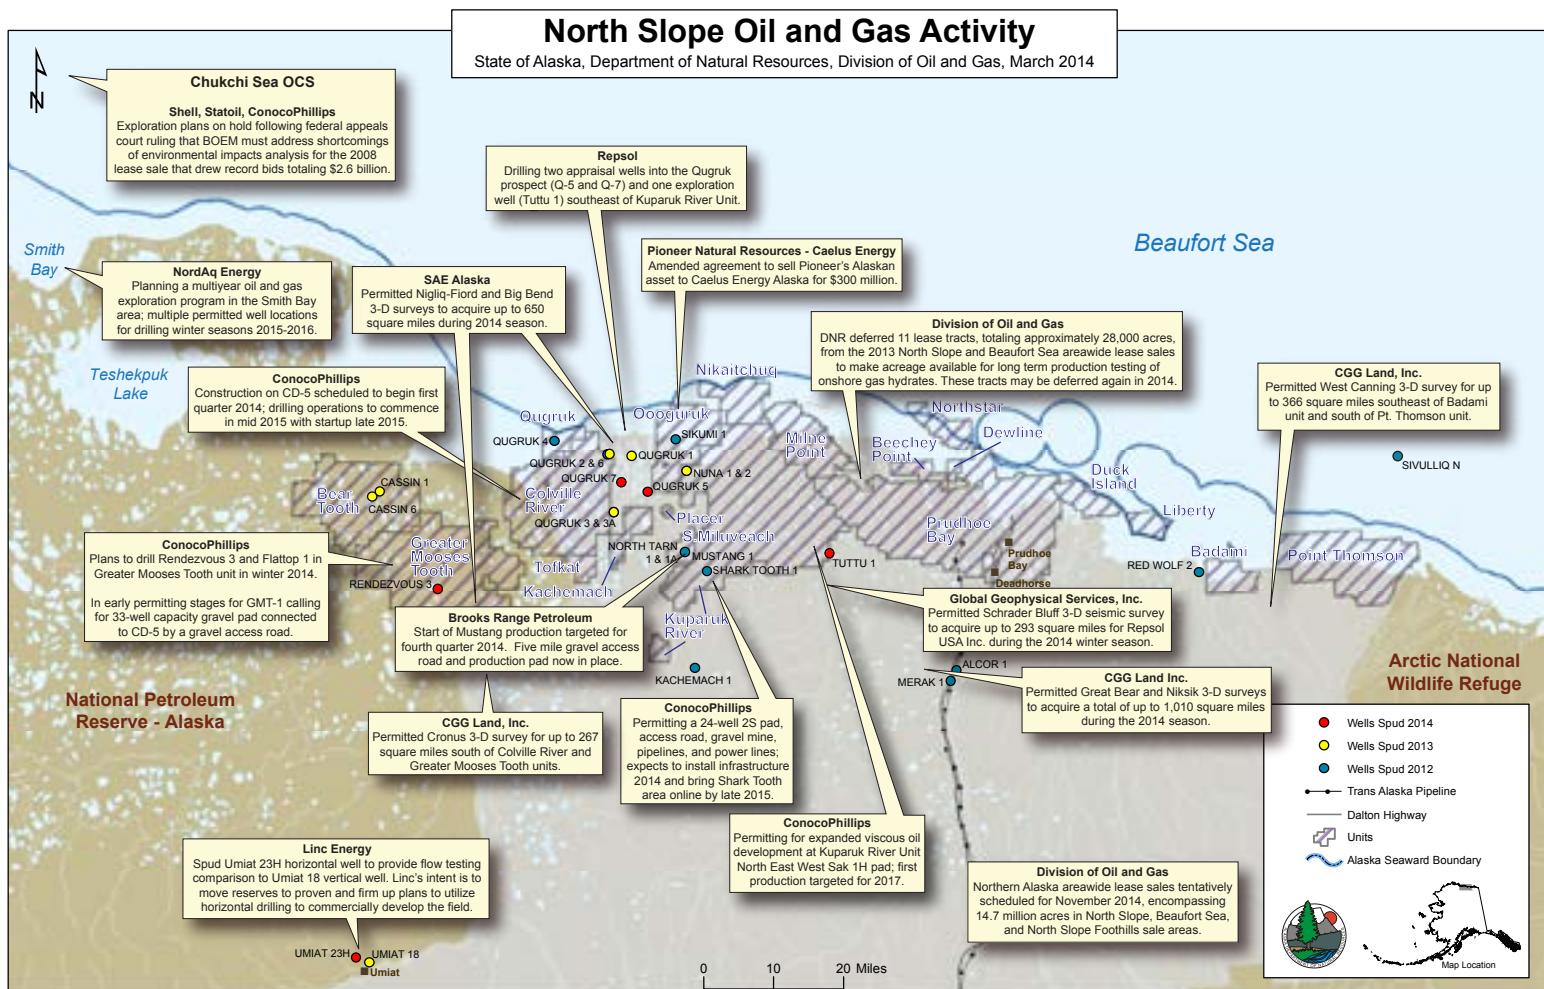 North Slope Oil and Gas Activity
State of Alaska, Department of Natural Resources, Division of Oil and Gas, March 2014
N
Chukchi Sea OCS
Shell, Statoil, ConocoPhillips
Exploration plans on hold following federal appeals
court ruling that BOEM must address shortcomings
of environmental impacts analysis for the 2008
lease sale that drew record bids totaling $2.6 billion.
Repsol
Drilling two appraisal wells into the Qugruk
prospect (Q-5 and Q-7) and one exploration
well (Tuttu 1) southeast of Kuparuk River Unit.
Beaufort Sea
Smith
Bay
NordAq Energy
Planning a multiyear oil and gas
exploration program in the Smith Bay
area; multiple permitted well locations
for drilling winter seasons 2015-2016.
SAE Alaska
Permitted Nigliq-Fiord and Big Bend
3-D surveys to acquire up to 650
square miles during 2014 season.
Pioneer Natural Resources - Caelus Energy
Amended agreement to sell Pioneer's Alaskan
asset to Caelus Energy Alaska for $300 million.
Division of Oil and Gas
DNR deferred 11 lease tracts, totaling approximately 28,000 acres,
from the 2013 North Slope and Beaufort Sea areawide lease sales
to make acreage available for long term production testing of
onshore gas hydrates. These tracts may be deferred again in 2014.
CGG Land, Inc.
Permitted West Canning 3-D survey for up
to 366 square miles southeast of Badami
unit and south of Pt. Thomson unit.
Teshekpuk
Lake
ConocoPhillips
Construction on CD-5 scheduled to begin first
quarter 2014; drilling operations to commence
in mid 2015 with startup late 2015.
Nikaitchuq
Qugruk
Oooguruk
Northstar
Dewline
Milne
Point
Beechey
Point
Duck
Island
Liberty
Badami
Point Thomson
QUGRUK 4
SIKUMI 1
QUGRUK 2 & 6
QUGRUK 1
NUNA 1 & 2
QUGRUK 7
QUGRUK 5
SIVULLIQ N
CASSIN 1
Bear
Tooth
CASSIN 6
Colville
River
QUGRUK 3 & 3A
Placer
S.Miluveach
Prudhoe
Bay
Prudhoe
Bay
Deadhorse
RED WOLF 2
Greater
Mooses
Tooth
RENDEZVOUS 3
Tofkat
Kachemach
NORTH TARN
1 & 1A
MUSTANG 1
SHARK TOOTH 1
TUTTU 1
ConocoPhillips
Plans to drill Rendezvous 3 and Flattop 1 in
Greater Mooses Tooth unit in winter 2014.
In early permitting stages for GMT-1 calling
for 33-well capacity gravel pad connected
to CD-5 by a gravel access road.
Brooks Range Petroleum
Start of Mustang production targeted for
fourth quarter 2014. Five mile gravel access
road and production pad now in place.
Kuparuk
River
KACHEMACH 1
Global Geophysical Services, Inc.
Permitted Schrader Bluff 3-D seismic survey
to acquire up to 293 square miles for Repsol
USA Inc. during the 2014 winter season.
ALCOR 1
MERAK 1
CGG Land Inc.
Permitted Great Bear and Niksik 3-D surveys
to acquire a total of up to 1,010 square miles
during the 2014 season.
Arctic National
Wildlife Refuge
National Petroleum
Reserve - Alaska
CGG Land, Inc.
Permitted Cronus 3-D survey for up to 267
square miles south of Colville River and
Greater Mooses Tooth units.
ConocoPhillips
Permitting a 24-well 2S pad,
access road, gravel mine,
pipelines, and power lines;
expects to install infrastructure
2014 and bring Shark Tooth
area online by late 2015.
ConocoPhillips
Permitting for expanded viscous oil
development at Kuparuk River Unit
North East West Sak 1H pad; first
production targeted for 2017.
Linc Energy
Spud Umiat 23H horizontal well to provide flow testing
comparison to Umiat 18 vertical well. Linc's intent is to
move reserves to proven and firm up plans to utilize
horizontal drilling to commercially develop the field.
Division of Oil and Gas
Northern Alaska areawide lease sales tentatively
scheduled for November 2014, encompassing
14.7 million acres in North Slope, Beaufort Sea,
and North Slope Foothills sale areas.
UMIAT 23H
UMIAT 18
Umiat
0 10 20 Miles
Wells Spud 2014
Wells Spud 2013
Wells Spud 2012
Trans Alaska Pipeline
Dalton Highway
Units
Alaska Seaward Boundary
Map Location